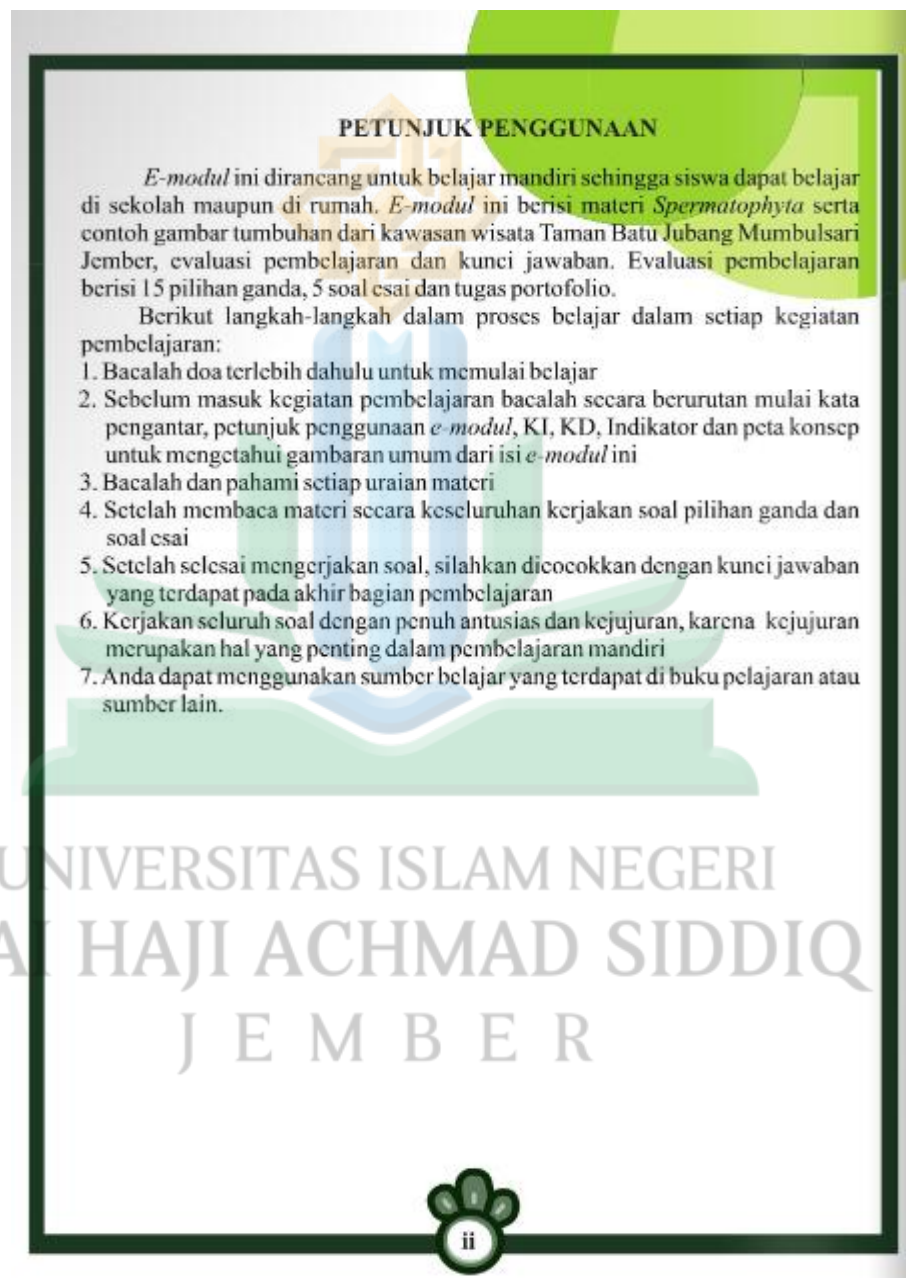 PETUNJUK PENGGUNAAN
E-modul ini dirancang untuk belajar mandiri sehingga siswa dapat belajar
di sekolah maupun di rumah. E-modul ini berisi materi Spermatophyta serta
contoh gambar tumbuhan dari kawasan wisata Taman Batu Jubang Mumbulsari
Jember, evaluasi pembelajaran dan kunci jawaban. Evaluasi pembelajaran
berisi 15 pilihan ganda, 5 soal esai dan tugas portofolio.
Berikut langkah-langkah dalam proses belajar dalam setiap kegiatan
pembelajaran:
1. Bacalah doa terlebih dahulu untuk memulai belajar
2. Sebelum masuk kegiatan pembelajaran bacalah secara berurutan mulai kata
pengantar, petunjuk penggunaan e-modul, KI, KD, Indikator dan peta konsep
untuk mengetahui gambaran umum dari isi e-modul ini
3. Bacalah dan pahami setiap uraian materi
4. Setelah membaca materi secara keseluruhan kerjakan soal pilihan ganda dan
soal esai
5. Setelah selesai mengerjakan soal, silahkan dicocokkan dengan kunci jawaban
yang terdapat pada akhir bagian pembelajaran
6. Kerjakan seluruh soal dengan penuh antusias dan kejujuran, karena kejujuran
merupakan hal yang penting dalam pembelajaran mandiri
7. Anda dapat menggunakan sumber belajar yang terdapat di buku pelajaran atau
sumber lain.
UNIVERSITAS ISLAM NEGERI
AI HAJI ACHMAD SIDDIQ
JEMBER
ii